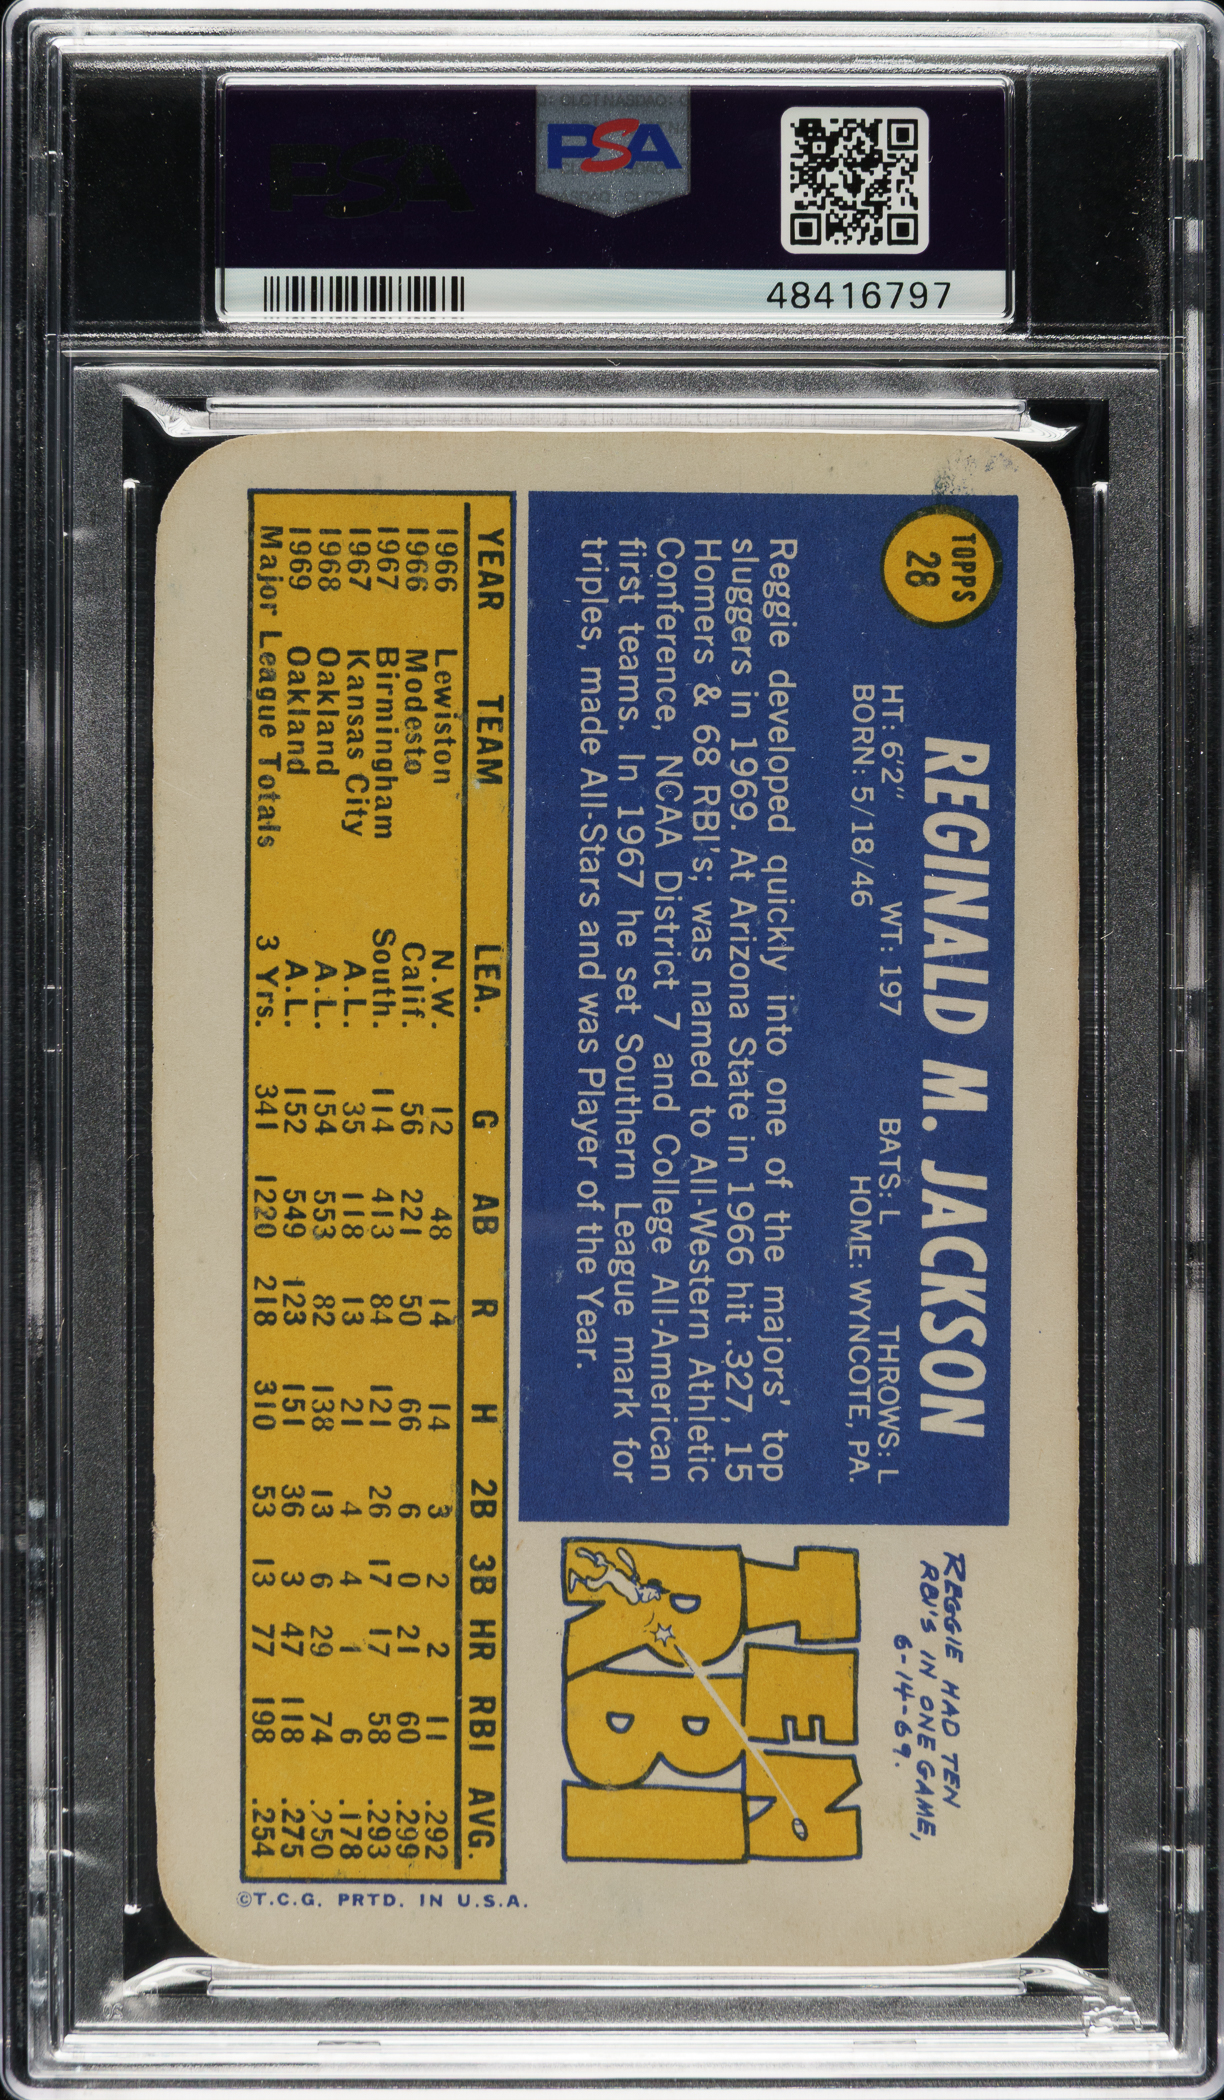 PSA
PSA
48416797
TOPPS
28
REGINALD M. JACKSON
HT: 6'2" WT: 197 BATS: L THROWS: L
BORN: 5/18/46 HOME: WYNCOTE, PA.
Reggie developed quickly into one of the majors' top
sluggers in 1969. At Arizona State in 1966 hit .327, 15
Homers & 68 RBI's; was named to All-Western Athletic
Conference, NCAA District 7 and College All-American
first teams. In 1967 he set Southern League mark for
triples, made All-Stars and was Player of the Year.
REGGIE HAD TEN
RBI'S IN ONE GAME,
6-14-69.
TEN
RBI
YEAR TEAM LEA. G AB R H 2B 3B HR RBI AVG.
1966 Lewiston N.W. 12 48 14 14 3 2 2 11 .292
1966 Modesto Calif. 56 221 50 66 6 0 21 60 .299
1967 Birmingham South. 114 413 84 121 26 17 17 58 .293
1967 Kansas City A.L. 35 118 13 21 4 4 1 6 .178
1968 Oakland A.L. 154 553 82 138 13 6 29 74 .250
1969 Oakland A.L. 152 549 123 151 36 3 47 118 .275
Major League Totals 3 Yrs. 341 1220 218 310 53 13 77 198 .254
©T.C.G. PRTD. IN U.S.A.